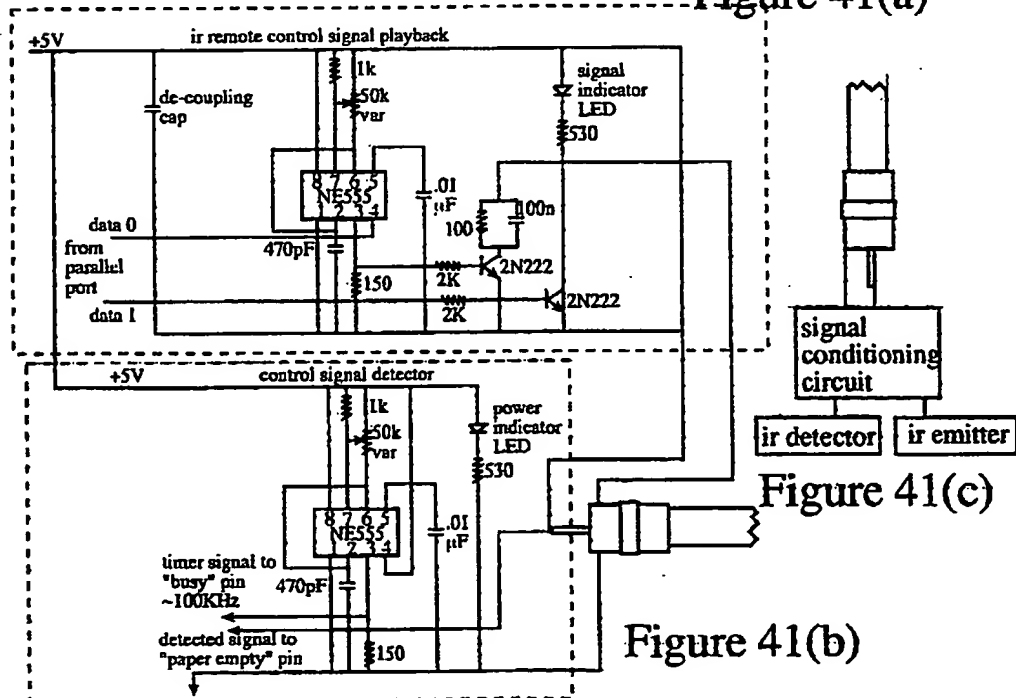 Figure 41(a)
+5V
ir remote control signal playback
1k
50k
var
de-coupling
cap
signal
indicator
LED
530
8 7 6 5
NE555
1 2 3 4
.01
µF
100
100n
data 0
from
parallel
port
data 1
470pF
150
2K
2N222
2K
2N222
signal
conditioning
circuit
ir detector
ir emitter
Figure 41(c)
+5V
control signal detector
1k
50k
var
power
indicator
LED
530
8 7 6 5
NE555
1 2 3 4
.01
µF
timer signal to
"busy" pin
~100KHz
470pF
detected signal to
"paper empty" pin
150
Figure 41(b)